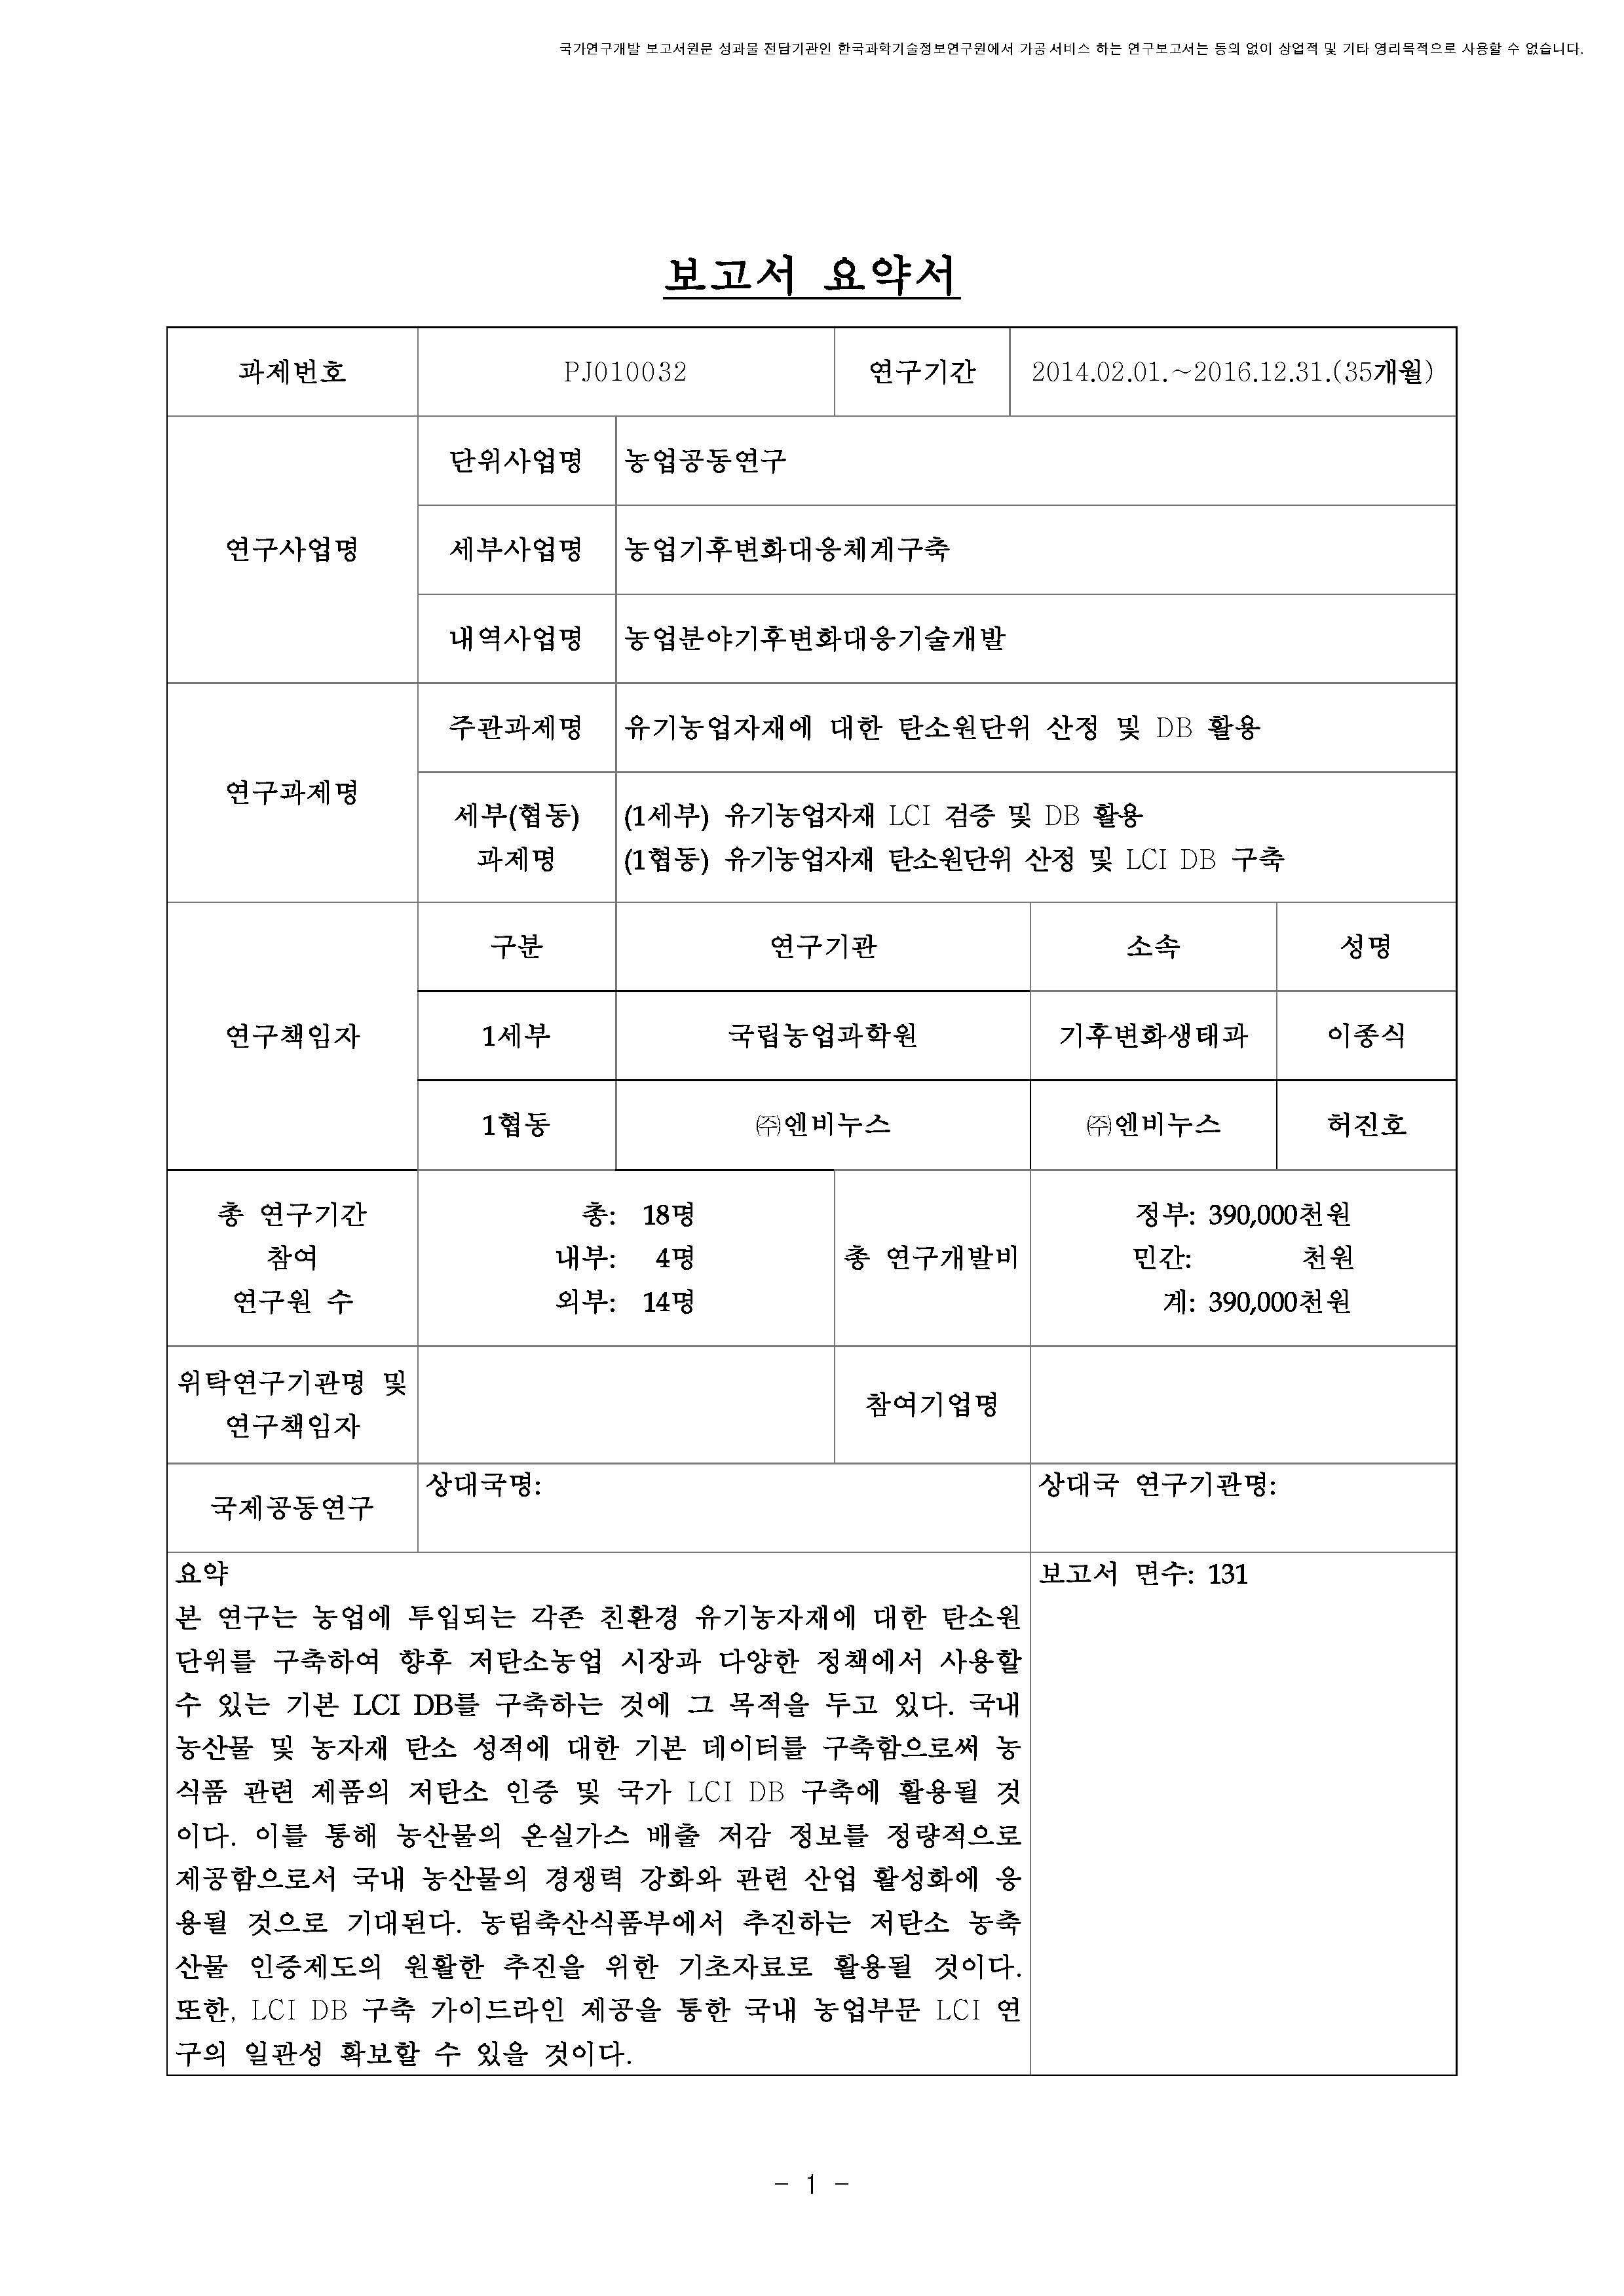 국가연구개발 보고서원문 성과물 전담기관인 한국과학기술정보연구원에서 가공·서비스 하는 연구보고서는 동의 없이 상업적 및 기타 영리목적으로 사용할 수 없습니다.
보고서 요약서
과제번호 PJ010032 연구기간 2014.02.01.~2016.12.31.(35개월)
연구사업명
단위사업명 농업공동연구
세부사업명 농업기후변화대응체계구축
내역사업명 농업분야기후변화대응기술개발
연구과제명
주관과제명 유기농업자재에 대한 탄소원단위 산정 및 DB 활용
세부(협동)
과제명
(1세부) 유기농업자재 LCI 검증 및 DB 활용
(1협동) 유기농업자재 탄소원단위 산정 및 LCI DB 구축
연구책임자
구분 연구기관 소속 성명
1세부 국립농업과학원 기후변화생태과 이종식
1협동 ㈜엔비누스 ㈜엔비누스 허진호
총 연구기간
참여
연구원 수
총: 18명
내부: 4명
외부: 14명
총 연구개발비
정부: 390,000천원
민간: 천원
계: 390,000천원
위탁연구기관명 및
연구책임자
참여기업명
국제공동연구
상대국명:
상대국 연구기관명:
요약
본 연구는 농업에 투입되는 각존 친환경 유기농자재에 대한 탄소원
단위를 구축하여 향후 저탄소농업 시장과 다양한 정책에서 사용할
수 있는 기본 LCI DB를 구축하는 것에 그 목적을 두고 있다. 국내
농산물 및 농자재 탄소 성적에 대한 기본 데이터를 구축함으로써 농
식품 관련 제품의 저탄소 인증 및 국가 LCI DB 구축에 활용될 것
이다. 이를 통해 농산물의 온실가스 배출 저감 정보를 정량적으로
제공함으로서 국내 농산물의 경쟁력 강화와 관련 산업 활성화에 응
용될 것으로 기대된다. 농림축산식품부에서 추진하는 저탄소 농축
산물 인증제도의 원활한 추진을 위한 기초자료로 활용될 것이다.
또한, LCI DB 구축 가이드라인 제공을 통한 국내 농업부문 LCI 연
구의 일관성 확보할 수 있을 것이다.
보고서 면수: 131
- 1 -